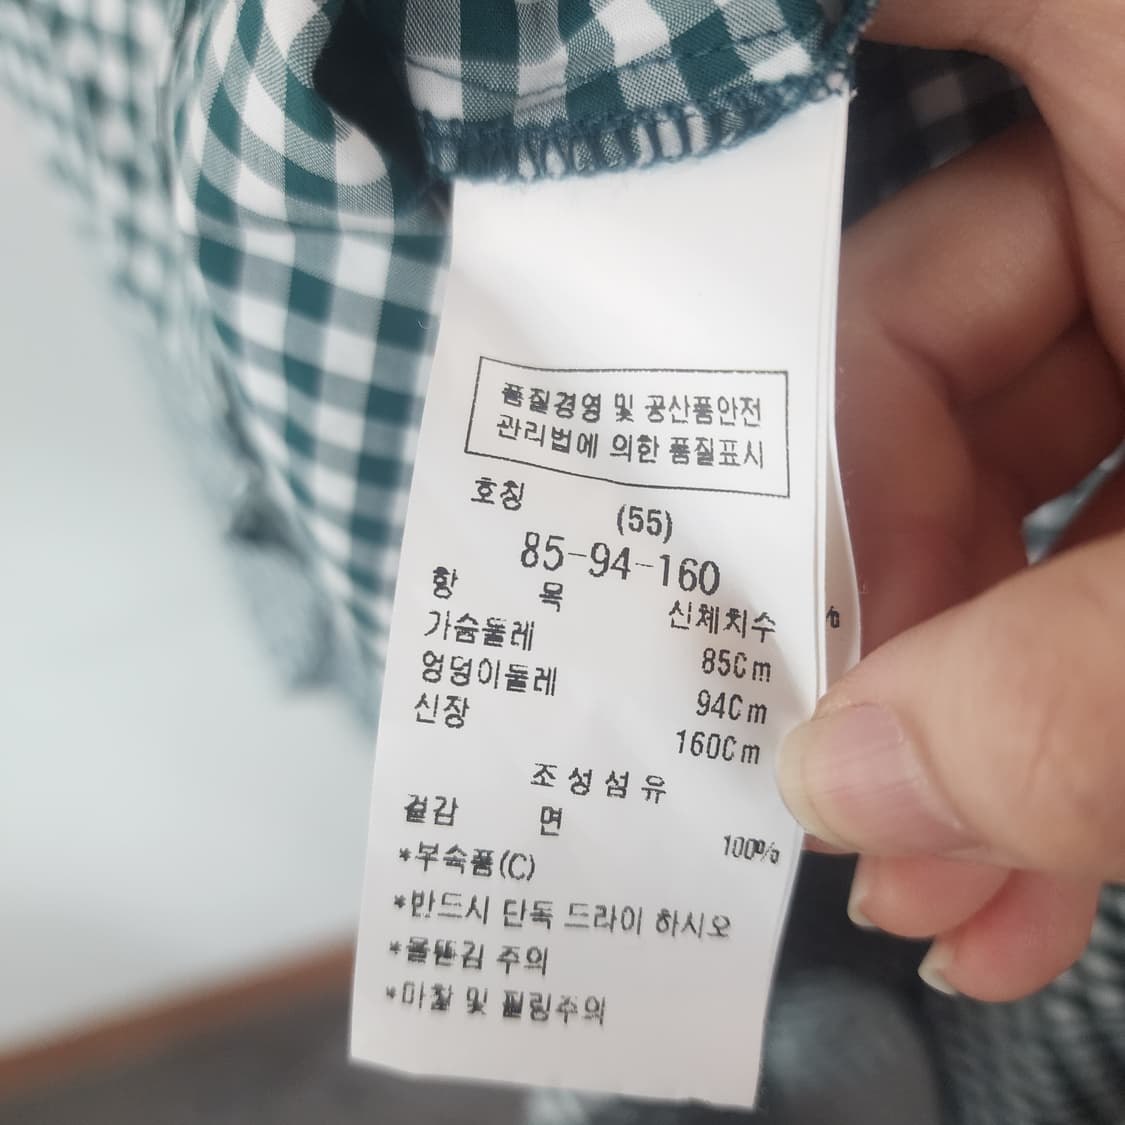 품질경영 및 공산품안전
관리법에 의한 품질표시
호칭
(55)
85-94-160
항 목 신체치수
가슴둘레 85Cm
엉덩이둘레 94Cm
신장 160Cm
조성섬유
겉감 면 100%
*부속품(C)
*반드시 단독 드라이 하시오
*올뜯김 주의
*마찰 및 필링주의
%